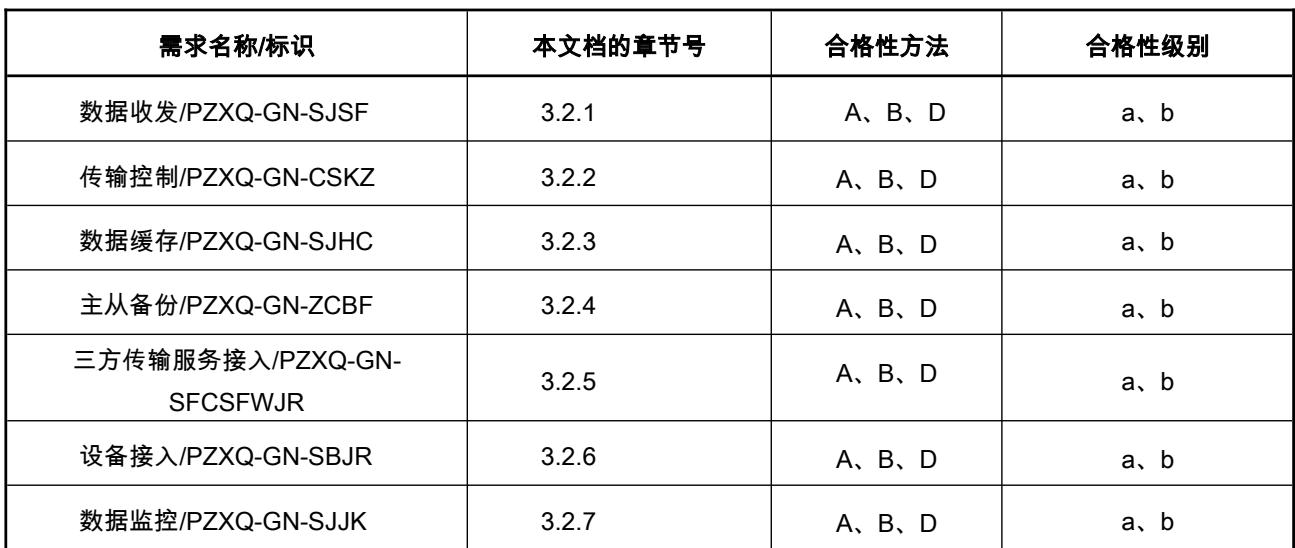 需求名称/标识 本文档的章节号 合格性方法 合格性级别
数据收发/PZXQ-GN-SJSF 3.2.1 A、B、D a、b
传输控制/PZXQ-GN-CSKZ 3.2.2 A、B、D a、b
数据缓存/PZXQ-GN-SJHC 3.2.3 A、B、D a、b
主从备份/PZXQ-GN-ZCBF 3.2.4 A、B、D a、b
三方传输服务接入/PZXQ-GN-
SFCSFWJR 3.2.5 A、B、D a、b
设备接入/PZXQ-GN-SBJR 3.2.6 A、B、D a、b
数据监控/PZXQ-GN-SJJK 3.2.7 A、B、D a、b